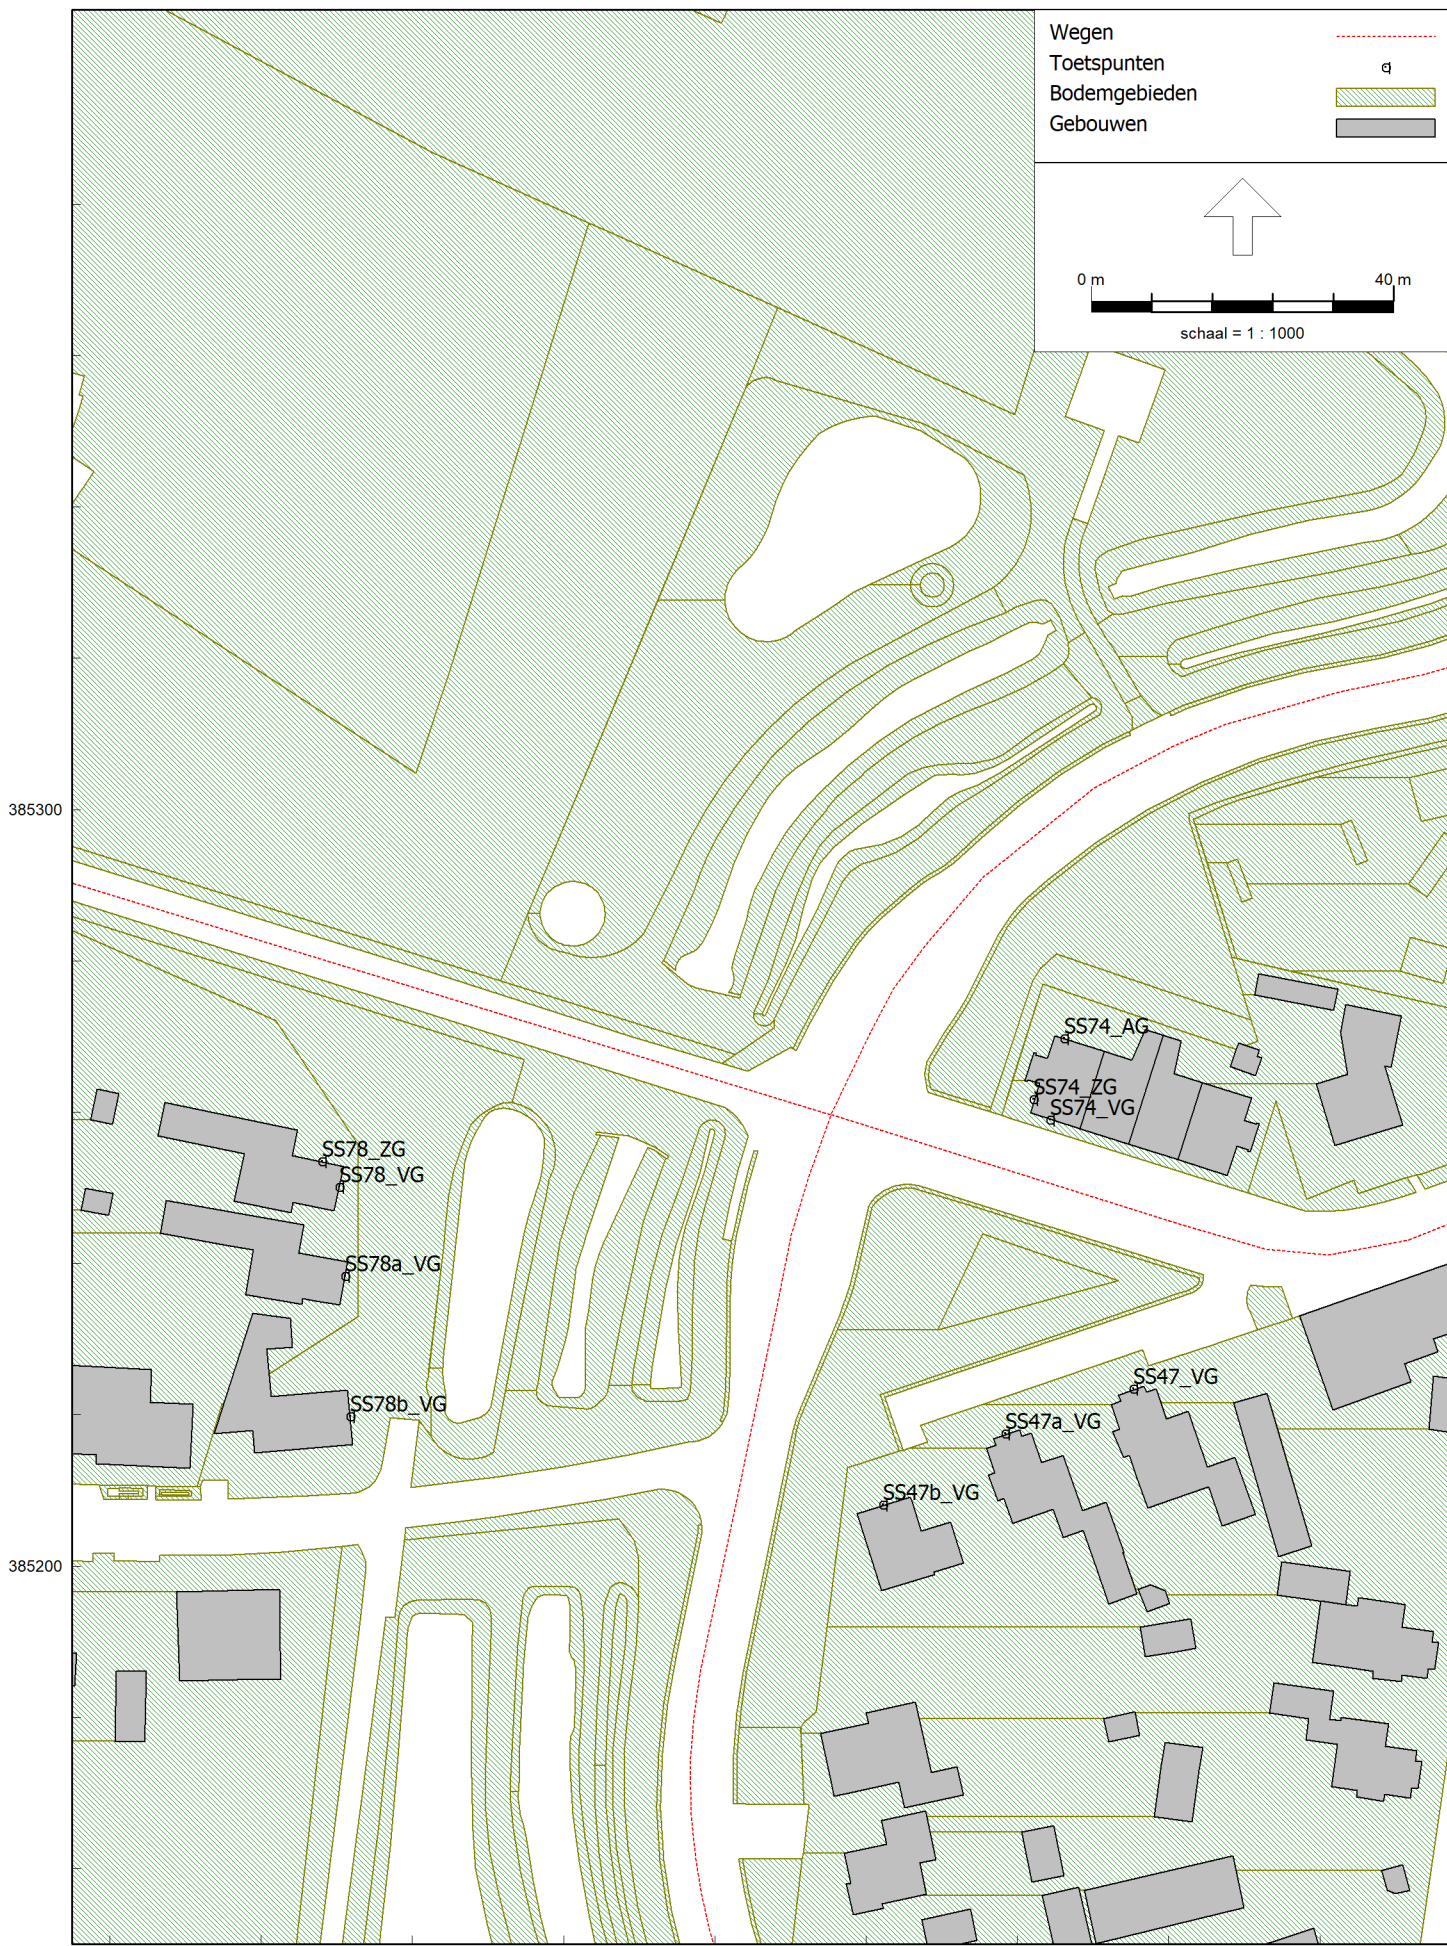 Wegen
Toetspunten
Bodemgebieden
Gebouwen
0 m 40 m
schaal = 1 : 1000
385300
SS74_AG
SS74_ZG
SS74_VG
SS78_ZG
SS78_VG
SS78a_VG
SS47_VG
SS78b_VG
SS47a_VG
SS47b_VG
385200